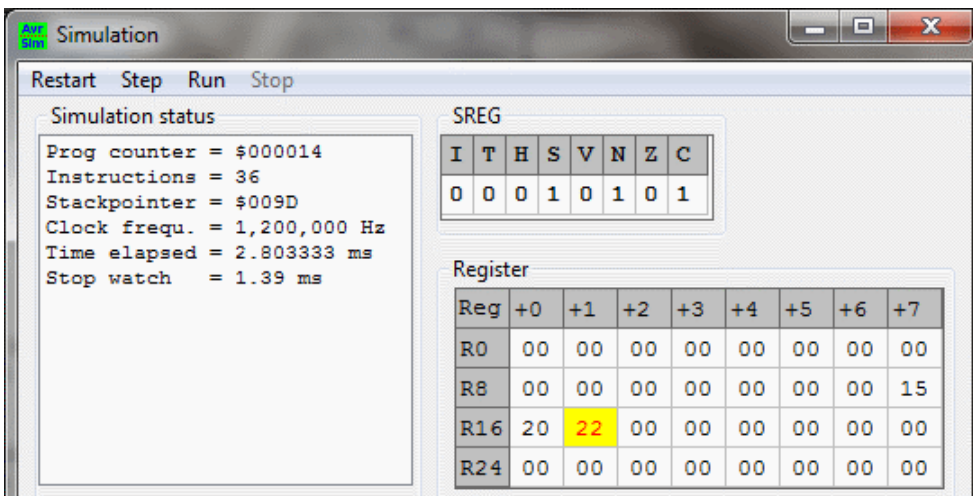 Avr Sim Simulation
Restart Step Run Stop
Simulation status
Prog counter = $000014
Instructions = 36
Stackpointer = $009D
Clock frequ. = 1,200,000 Hz
Time elapsed = 2.803333 ms
Stop watch = 1.39 ms
SREG
I T H S V N Z C
0 0 0 1 0 1 0 1
Register
Reg +0 +1 +2 +3 +4 +5 +6 +7
R0 00 00 00 00 00 00 00 00
R8 00 00 00 00 00 00 00 15
R16 20 22 00 00 00 00 00 00
R24 00 00 00 00 00 00 00 00